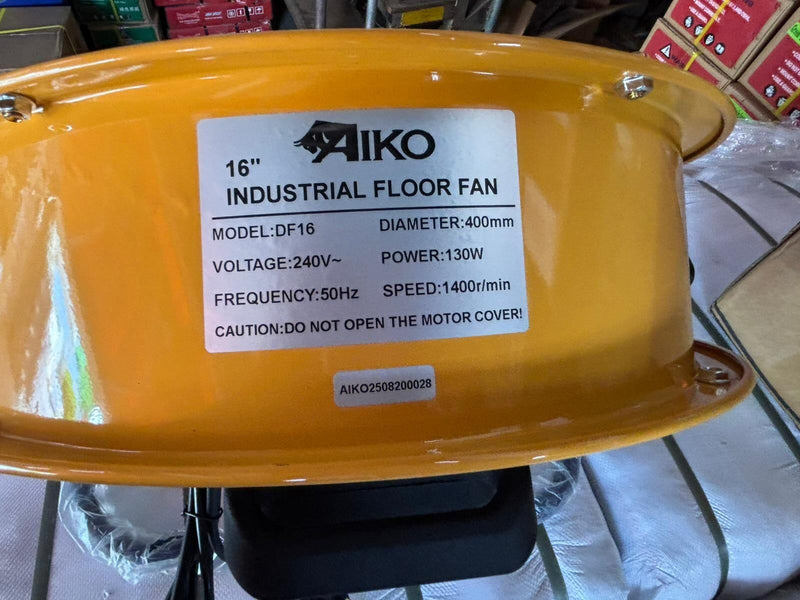 AIKO
16"
INDUSTRIAL FLOOR FAN
MODEL:DF16 DIAMETER:400mm
VOLTAGE:240V~ POWER:130W
FREQUENCY:50Hz SPEED:1400r/min
CAUTION:DO NOT OPEN THE MOTOR COVER!
AIKO2508200028